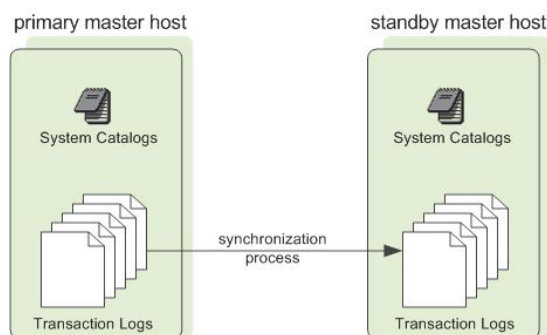 primary master host
standby master host
System Catalogs
System Catalogs
synchronization
process
Transaction Logs
Transaction Logs